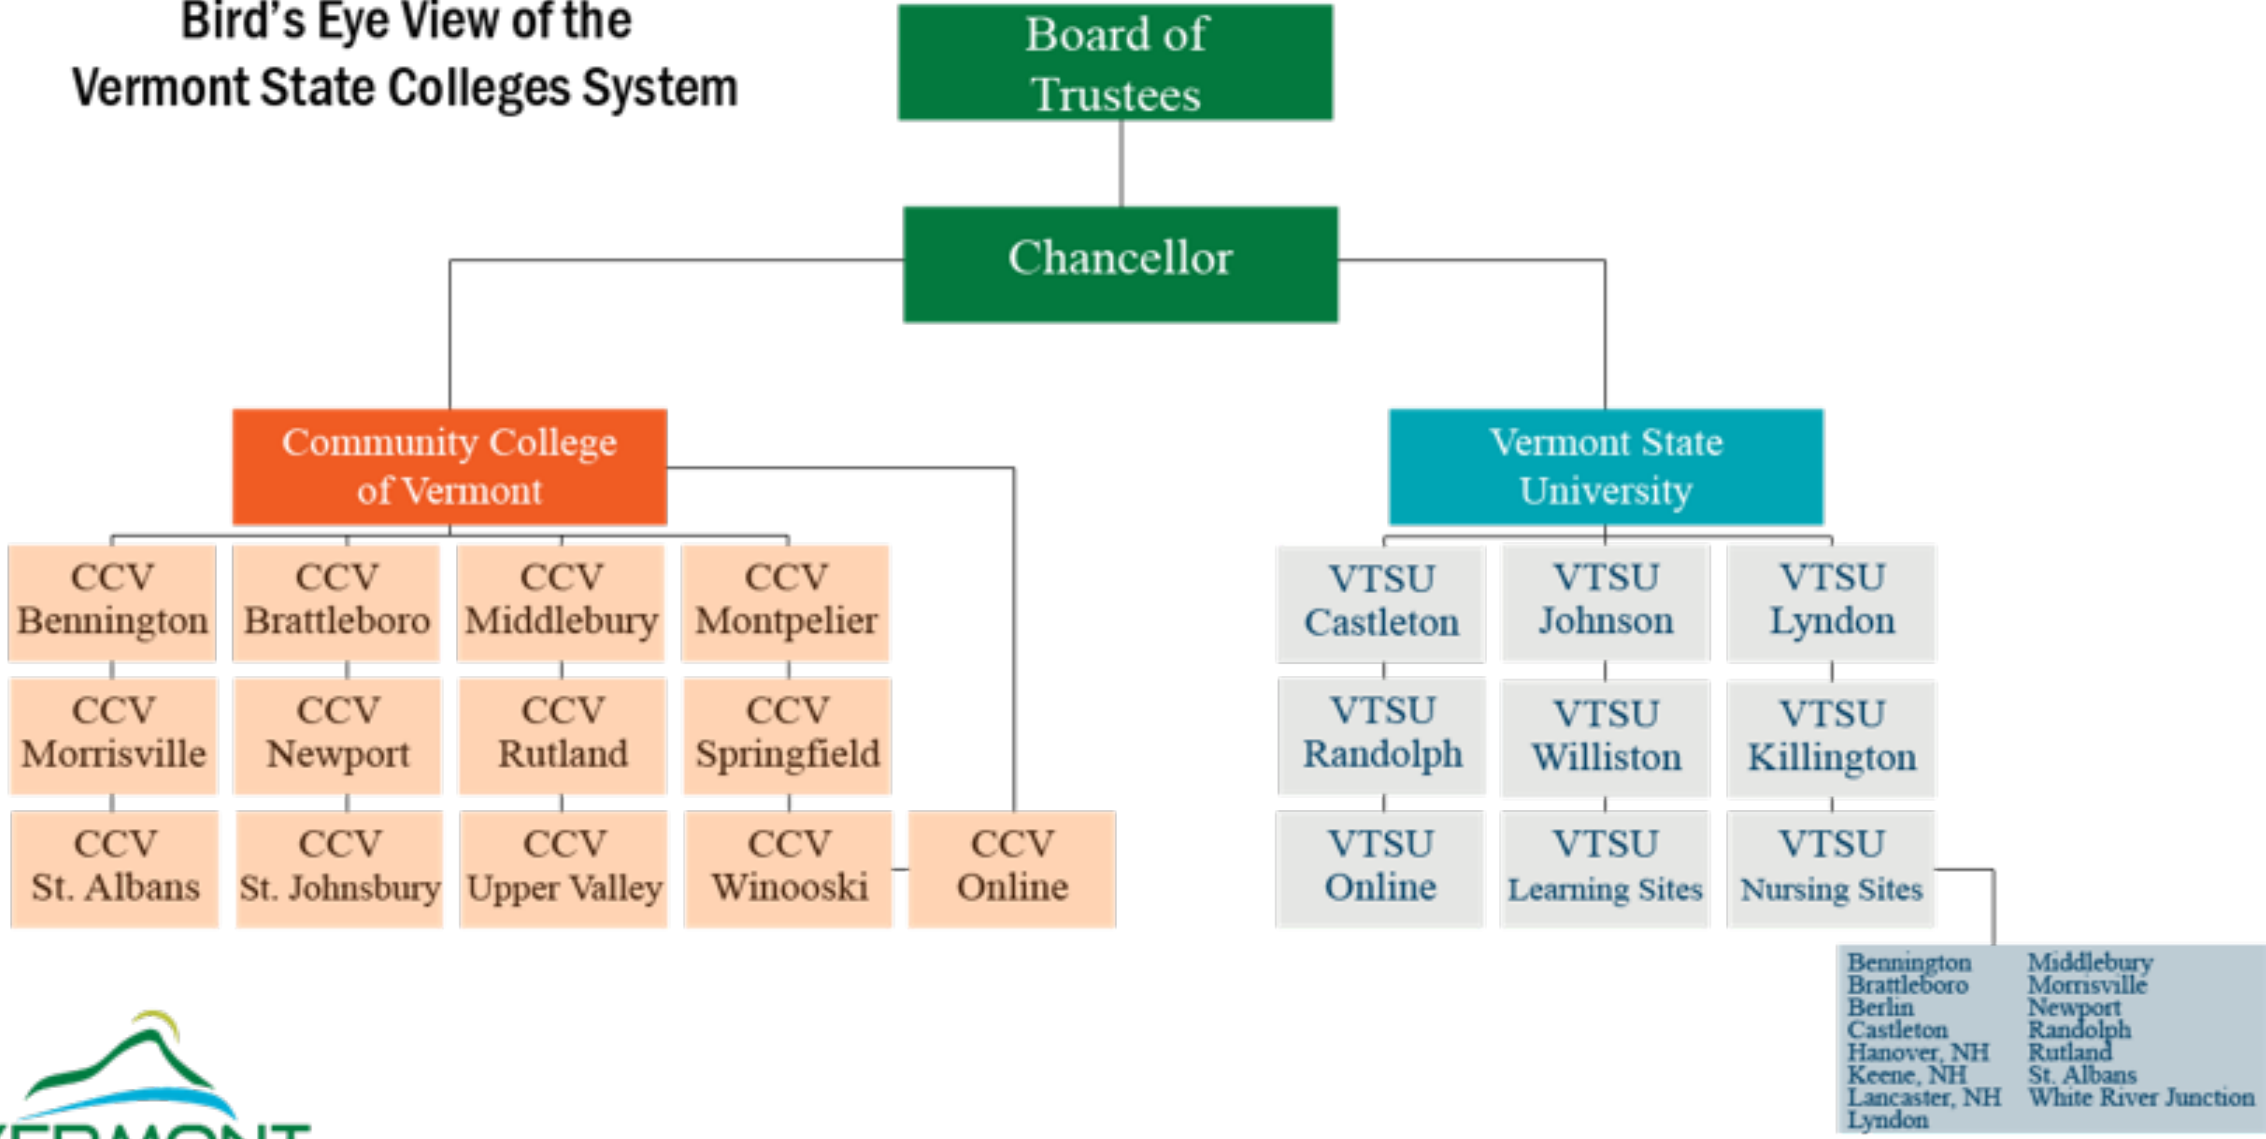 Bird's Eye View of the
Vermont State Colleges System
Board of
Trustees
Chancellor
Community College
of Vermont
Vermont State
University
CCV
Bennington
CCV
Brattleboro
CCV
Middlebury
CCV
Montpelier
CCV
Morrisville
CCV
Newport
CCV
Rutland
CCV
Springfield
CCV
St. Albans
CCV
St. Johnsbury
CCV
Upper Valley
CCV
Winooski
CCV
Online
VTSU
Castleton
VTSU
Johnson
VTSU
Lyndon
VTSU
Randolph
VTSU
Williston
VTSU
Killington
VTSU
Online
VTSU
Learning Sites
VTSU
Nursing Sites
Bennington
Brattleboro
Berlin
Castleton
Hanover, NH
Keene, NH
Lancaster, NH
Lyndon
Middlebury
Morrisville
Newport
Randolph
Rutland
St. Albans
White River Junction
VERMONT